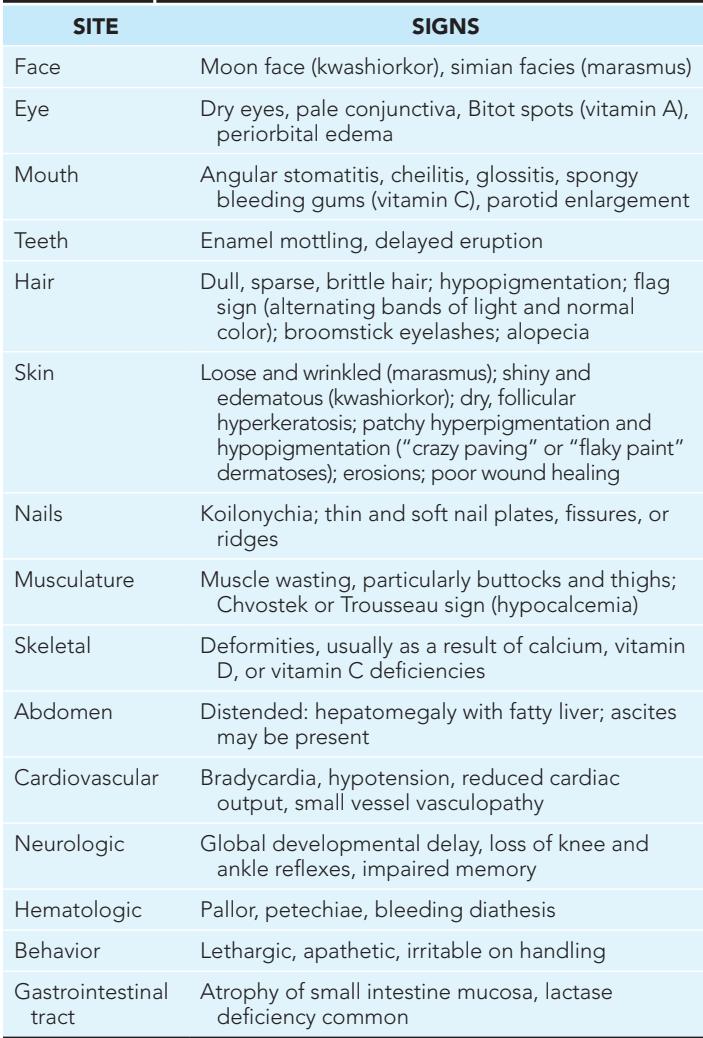 SITE SIGNS
Face Moon face (kwashiorkor), simian facies (marasmus)
Eye Dry eyes, pale conjunctiva, Bitot spots (vitamin A),
periorbital edema
Mouth Angular stomatitis, cheilitis, glossitis, spongy
bleeding gums (vitamin C), parotid enlargement
Teeth Enamel mottling, delayed eruption
Hair Dull, sparse, brittle hair; hypopigmentation; flag
sign (alternating bands of light and normal
color); broomstick eyelashes; alopecia
Skin Loose and wrinkled (marasmus); shiny and
edematous (kwashiorkor); dry, follicular
hyperkeratosis; patchy hyperpigmentation and
hypopigmentation (“crazy paving” or “flaky paint”
dermatoses); erosions; poor wound healing
Nails Koilonychia; thin and soft nail plates, fissures, or
ridges
Musculature Muscle wasting, particularly buttocks and thighs;
Chvostek or Trousseau sign (hypocalcemia)
Skeletal Deformities, usually as a result of calcium, vitamin
D, or vitamin C deficiencies
Abdomen Distended: hepatomegaly with fatty liver; ascites
may be present
Cardiovascular Bradycardia, hypotension, reduced cardiac
output, small vessel vasculopathy
Neurologic Global developmental delay, loss of knee and
ankle reflexes, impaired memory
Hematologic Pallor, petechiae, bleeding diathesis
Behavior Lethargic, apathetic, irritable on handling
Gastrointestinal Atrophy of small intestine mucosa, lactase
tract deficiency common